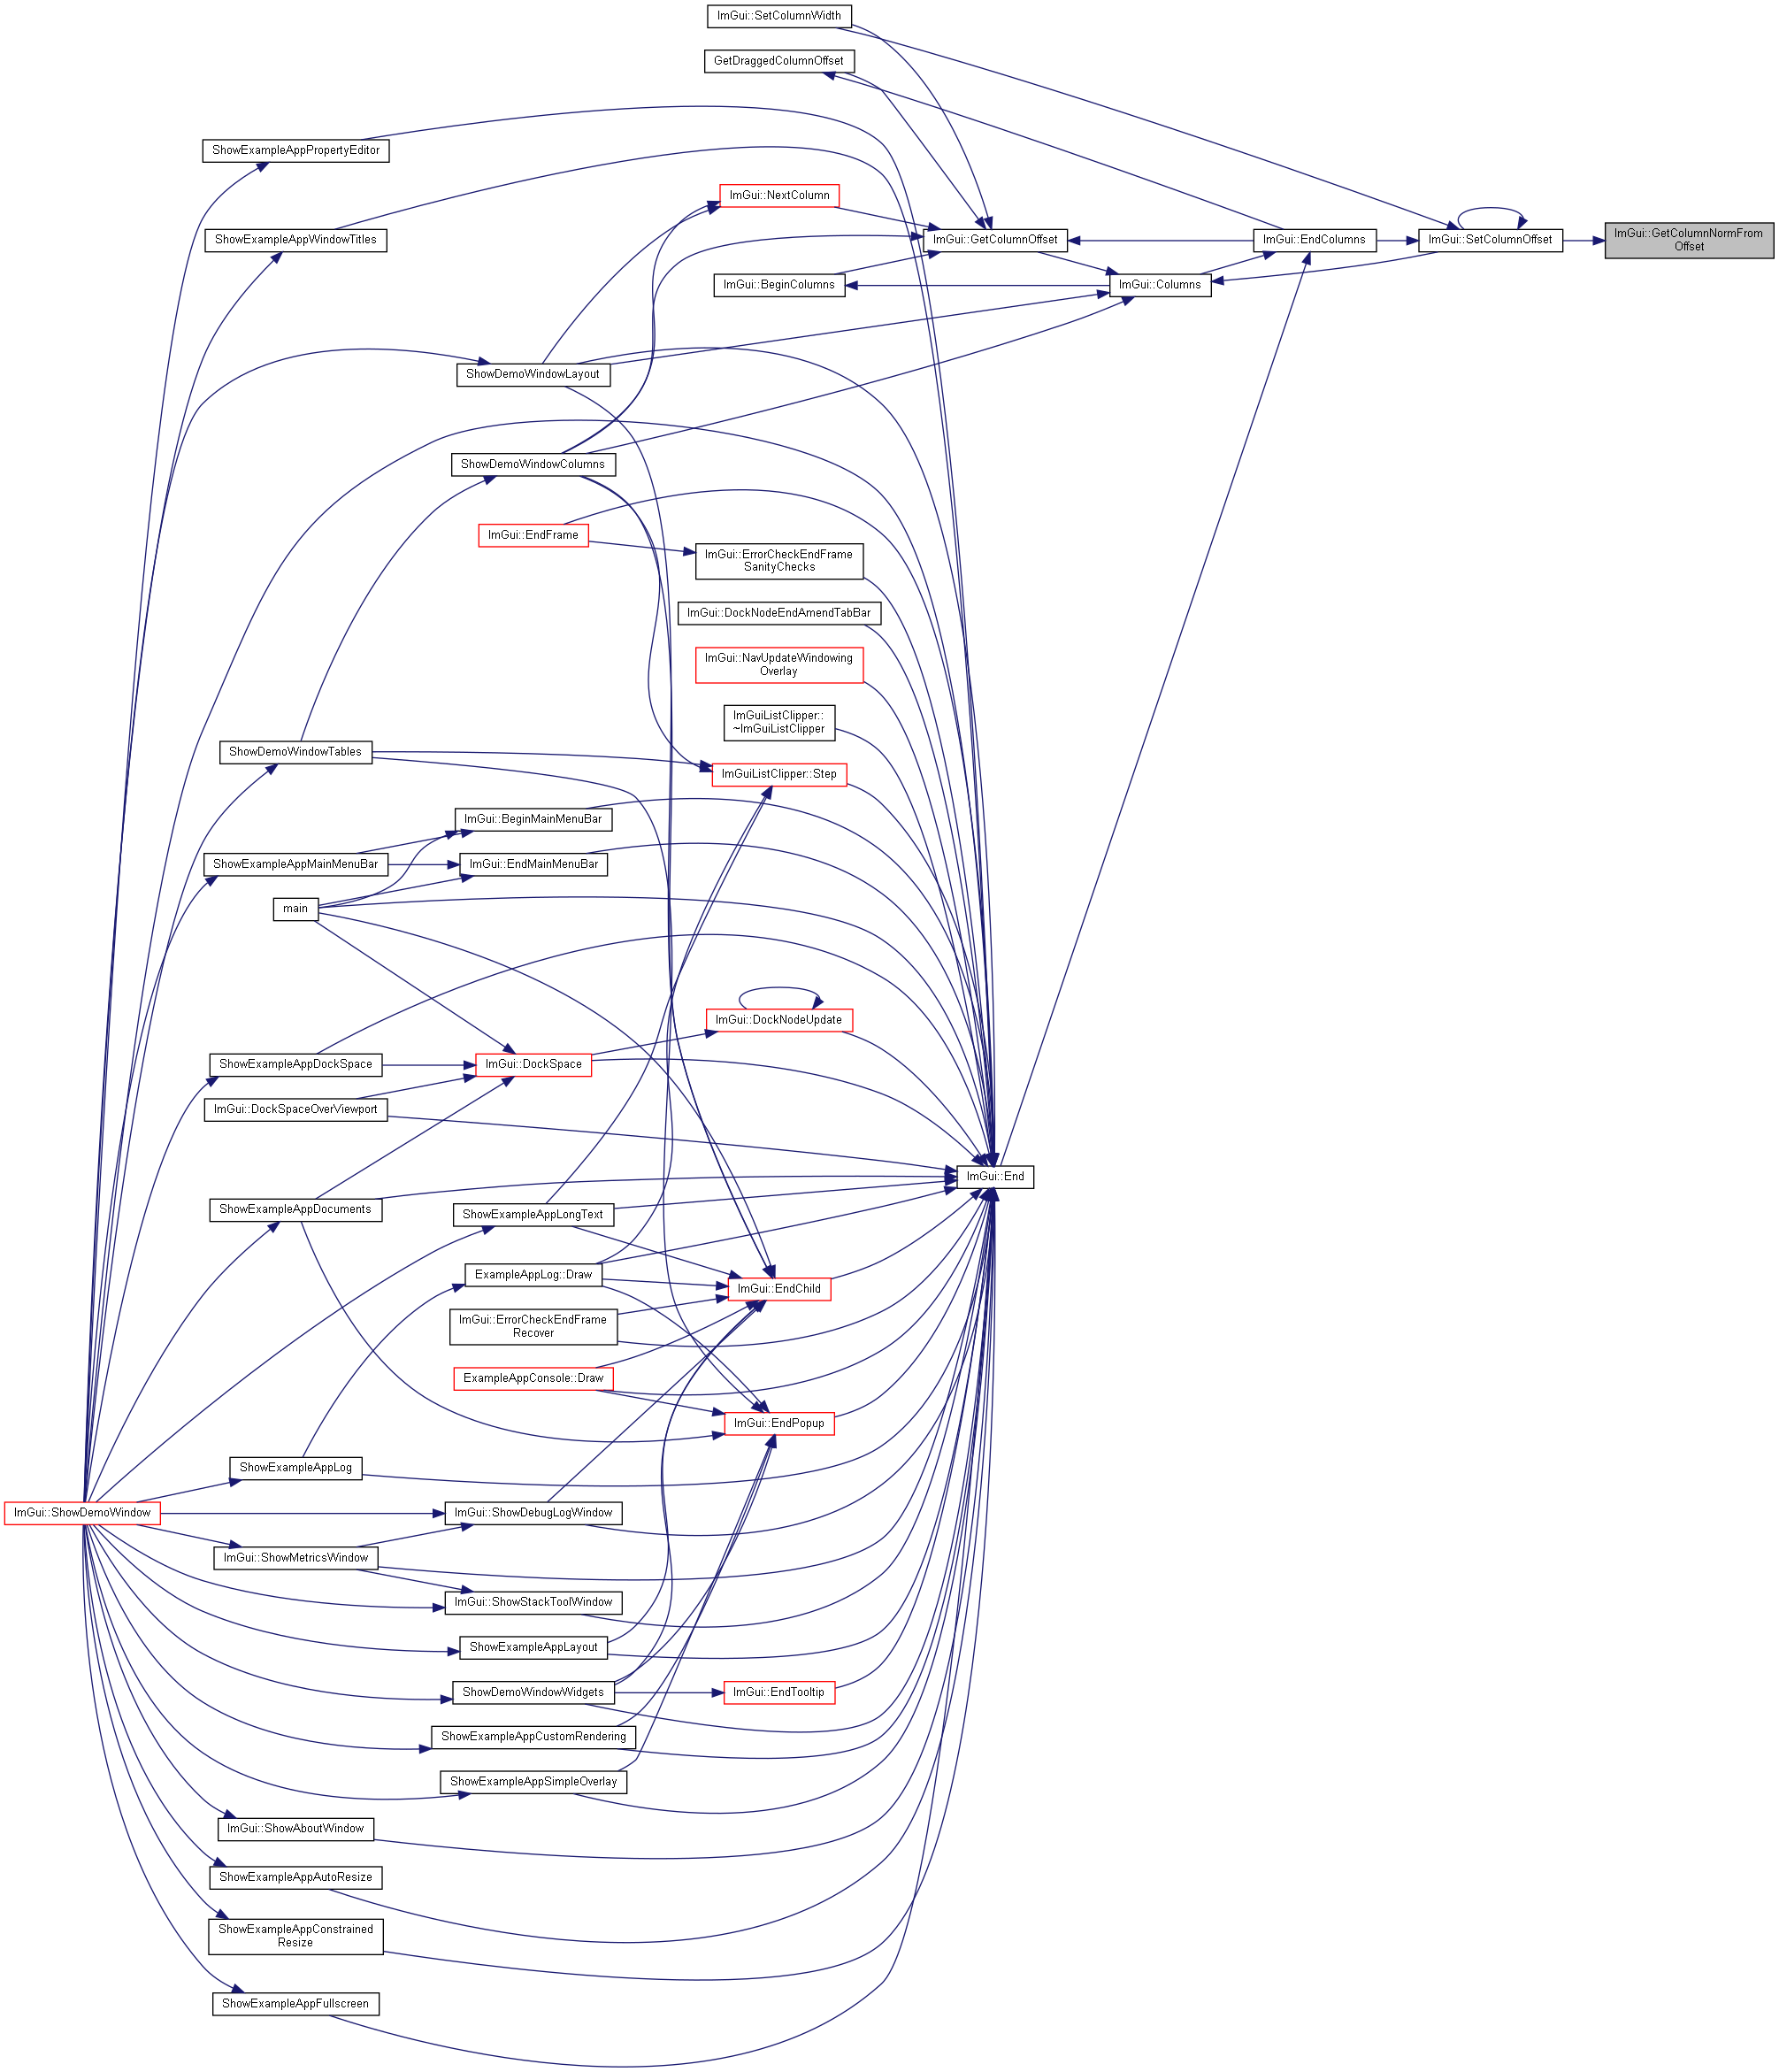 ImGui::SetColumnWidth
GetDraggedColumnOffset
ShowExampleAppPropertyEditor
ImGui::NextColumn
ShowExampleAppWindowTitles
ImGui::GetColumnOffset
ImGui::EndColumns
ImGui::SetColumnOffset
ImGui::GetColumnNormFrom
Offset
ImGui::BeginColumns
ImGui::Columns
ShowDemoWindowLayout
ShowDemoWindowColumns
ImGui::EndFrame
ImGui::ErrorCheckEndFrame
SanityChecks
ImGui::DockNodeEndAmendTabBar
ImGui::NavUpdateWindowing
Overlay
ImGuiListClipper::
~ImGuiListClipper
ShowDemoWindowTables
ImGuiListClipper::Step
ImGui::BeginMainMenuBar
ShowExampleAppMainMenuBar
ImGui::EndMainMenuBar
main
ImGui::DockNodeUpdate
ShowExampleAppDockSpace
ImGui::DockSpace
ImGui::DockSpaceOverViewport
ImGui::End
ShowExampleAppDocuments
ShowExampleAppLongText
ExampleAppLog::Draw
ImGui::EndChild
ImGui::ErrorCheckEndFrame
Recover
ExampleAppConsole::Draw
ImGui::EndPopup
ShowExampleAppLog
ImGui::ShowDemoWindow
ImGui::ShowDebugLogWindow
ImGui::ShowMetricsWindow
ImGui::ShowStackToolWindow
ShowExampleAppLayout
ShowDemoWindowWidgets
ImGui::EndTooltip
ShowExampleAppCustomRendering
ShowExampleAppSimpleOverlay
ImGui::ShowAboutWindow
ShowExampleAppAutoResize
ShowExampleAppConstrained
Resize
ShowExampleAppFullscreen